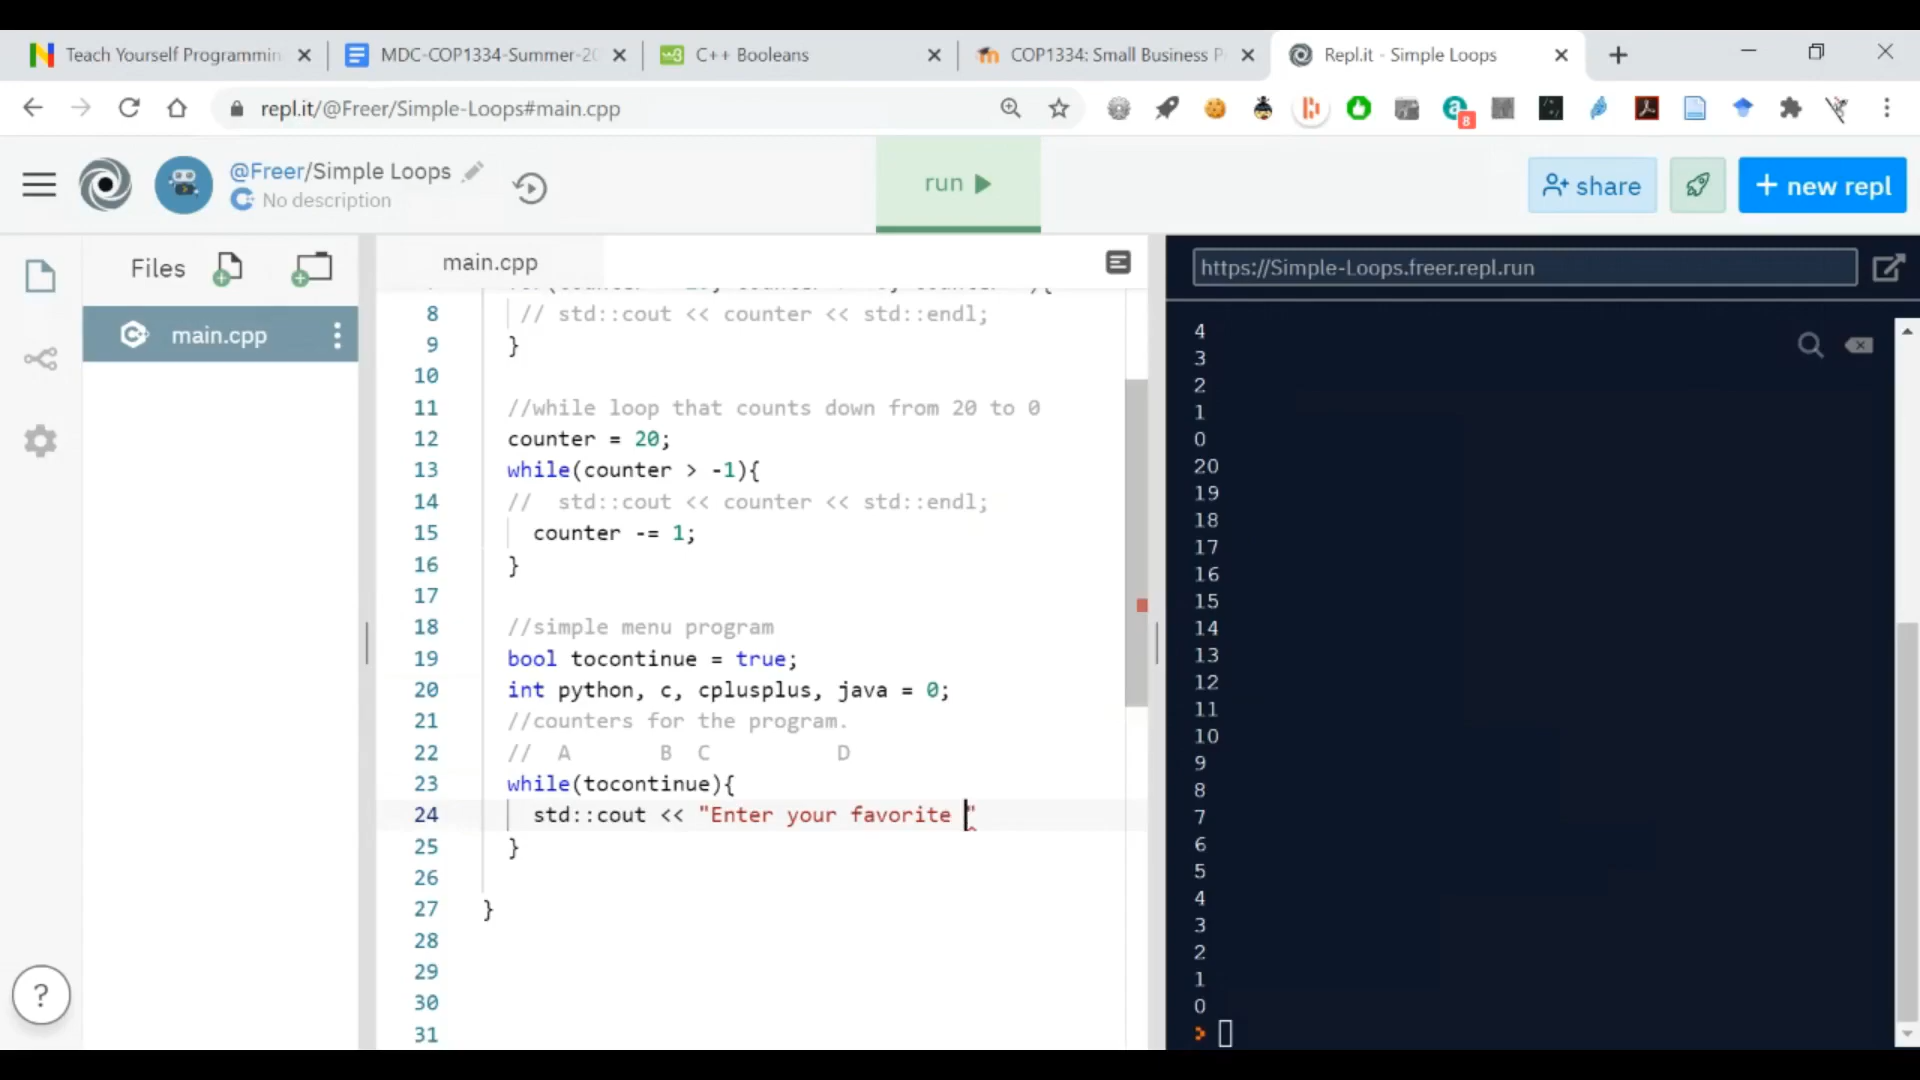 Teach Yourself Programmin
MDC-COP1334-Summer-20
C++ Booleans
COP1334: Small Business P
Repl.it - Simple Loops
repl.it/@Freer/Simple-Loops#main.cpp
8
@Freer/Simple Loops
No description
run
share
+ new repl
Files
main.cpp
main.cpp
https://Simple-Loops.freer.repl.run
8 // std::cout << counter << std::endl;
9 }
10
11 //while loop that counts down from 20 to 0
12 counter = 20;
13 while(counter > -1){
14 //  std::cout << counter << std::endl;
15 counter -= 1;
16 }
17
18 //simple menu program
19 bool tocontinue = true;
20 int python, c, cplusplus, java = 0;
21 //counters for the program.
22 //  A       B  C          D
23 while(tocontinue){
24 std::cout << "Enter your favorite "
25 }
26
27 }
28
29
30
31
4
3
2
1
0
20
19
18
17
16
15
14
13
12
11
10
9
8
7
6
5
4
3
2
1
0
>
?